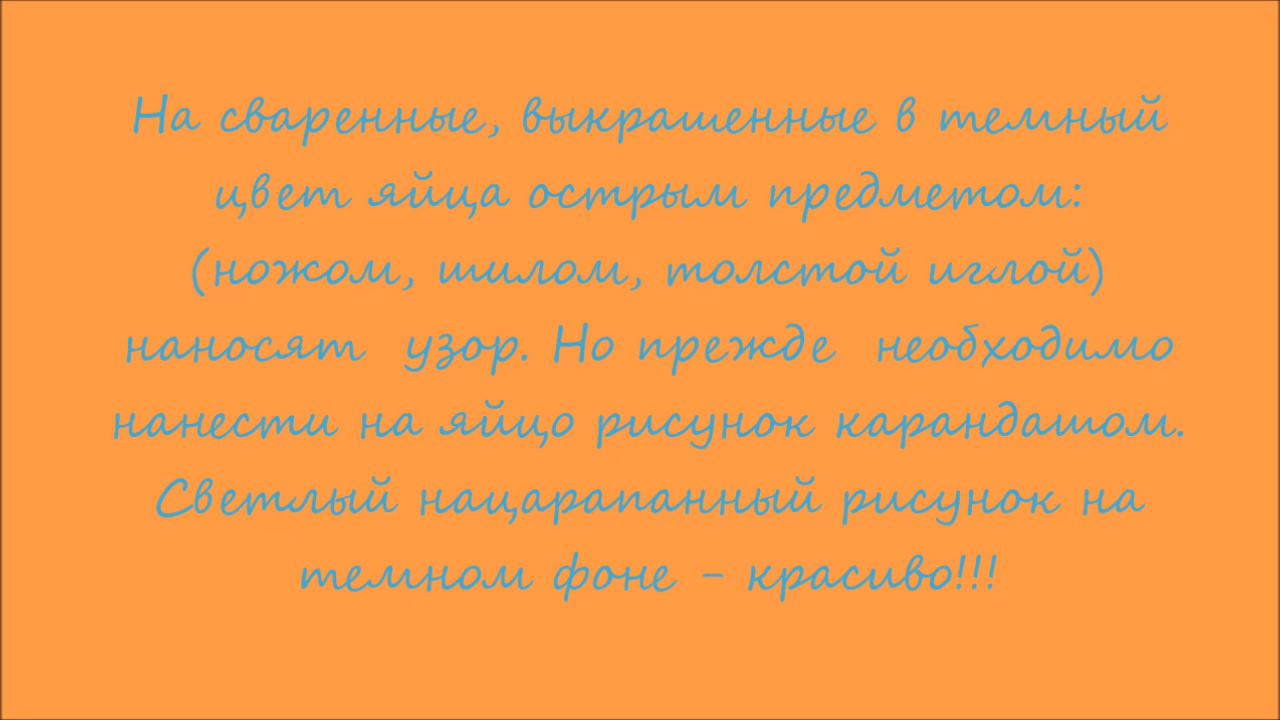 На сваренные, выкрашенные в темный
цвет яйца острым предметом:
(ножом, шилом, толстой иглой)
наносят  узор. Но прежде  необходимо
нанести на яйцо рисунок карандашом.
Светлый нацарапанный рисунок на
темном фоне - красиво!!!